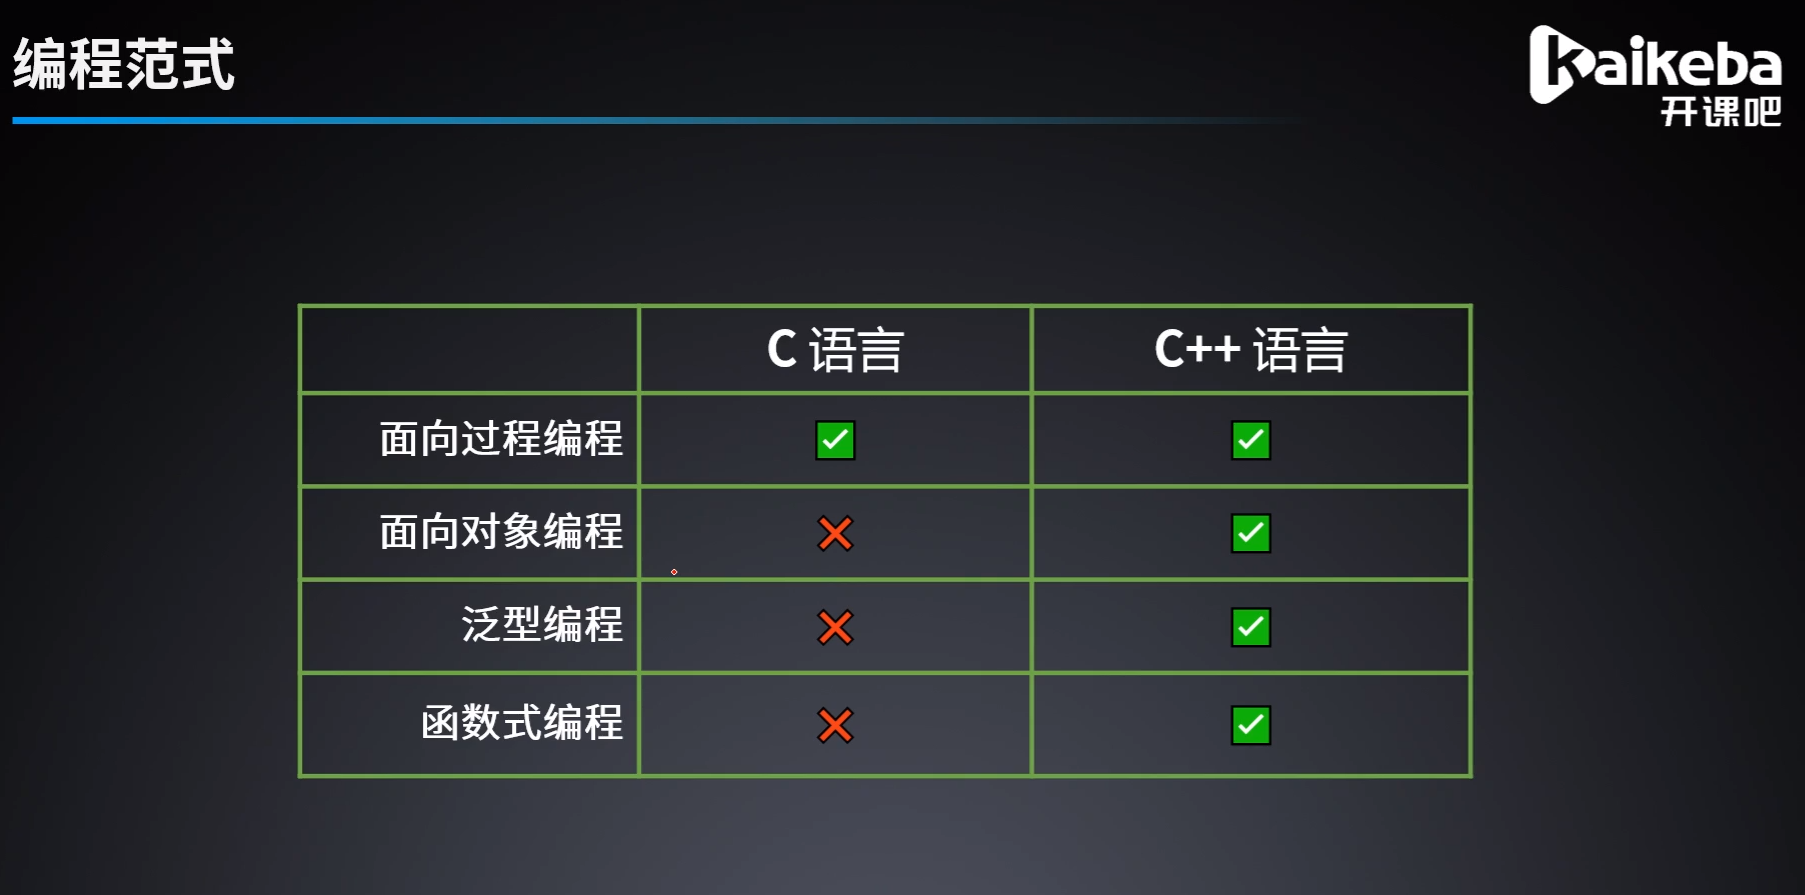 编程范式
Kaikeba
开课吧
C 语言 C++ 语言
面向过程编程 ✅ ✅
面向对象编程 ❌ ✅
泛型编程 ❌ ✅
函数式编程 ❌ ✅